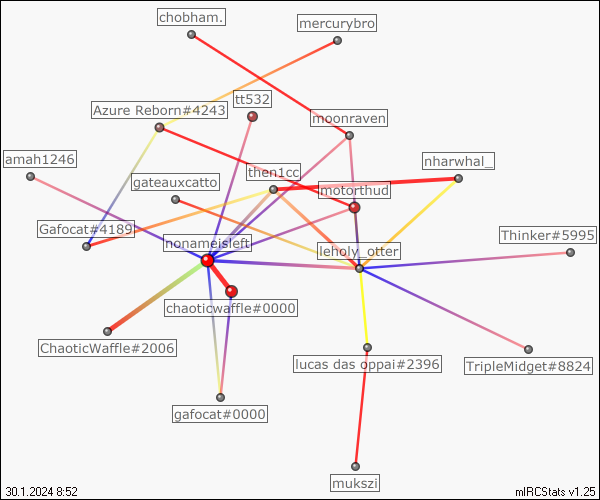 chobham.
mercurybro
tt532
Azure Reborn#4243
moonraven
amah1246
nharwhal_
then1cc
gateauxcatto
motorthud
Gafocat#4189
Thinker#5995
nonameisleft
leholy_otter
chaoticwaffle#0000
ChaoticWaffle#2006
lucas das oppai#2396
TripleMidget#8824
gafocat#0000
mukszi
30.1.2024 8:52
mIRCStats v1.25